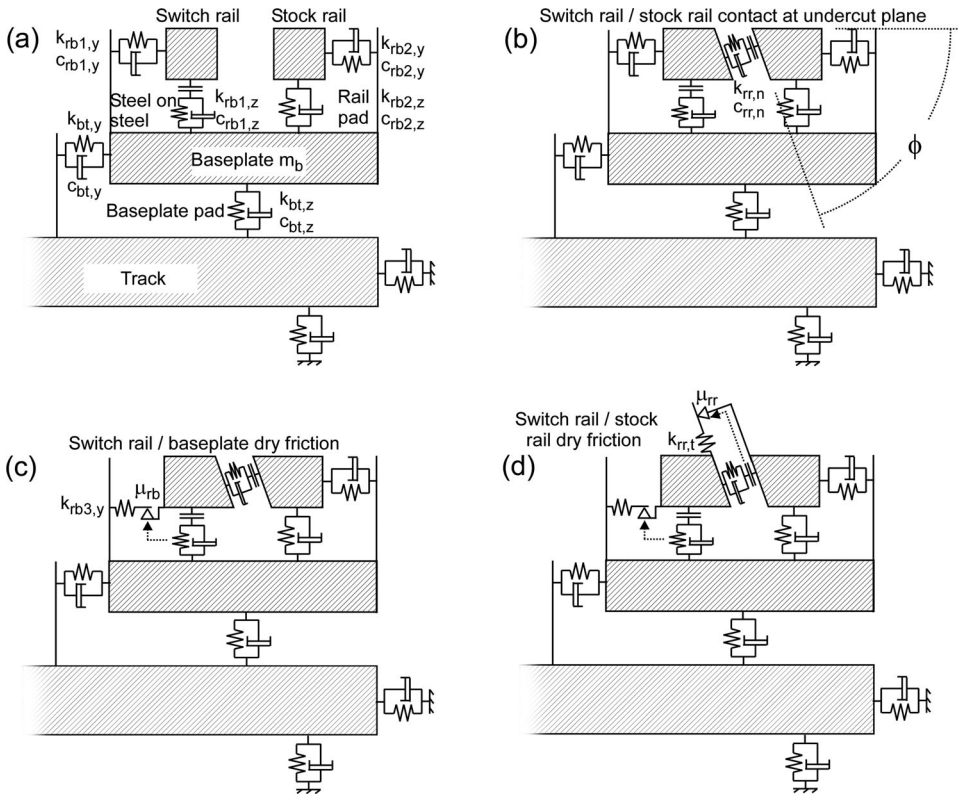 Switch rail
Stock rail
(a)
k_rb1,y
c_rb1,y
k_rb2,y
c_rb2,y
Steel on
steel
k_rb1,z
c_rb1,z
Rail
pad
k_rb2,z
c_rb2,z
k_bt,y
c_bt,y
Baseplate m_b
Baseplate pad
k_bt,z
c_bt,z
Track
Switch rail / stock rail contact at undercut plane
(b)
k_rr,n
c_rr,n
ϕ
Switch rail / baseplate dry friction
(c)
μ_rb
k_rb3,y
Switch rail / stock
rail dry friction
(d)
μ_rr
k_rr,t